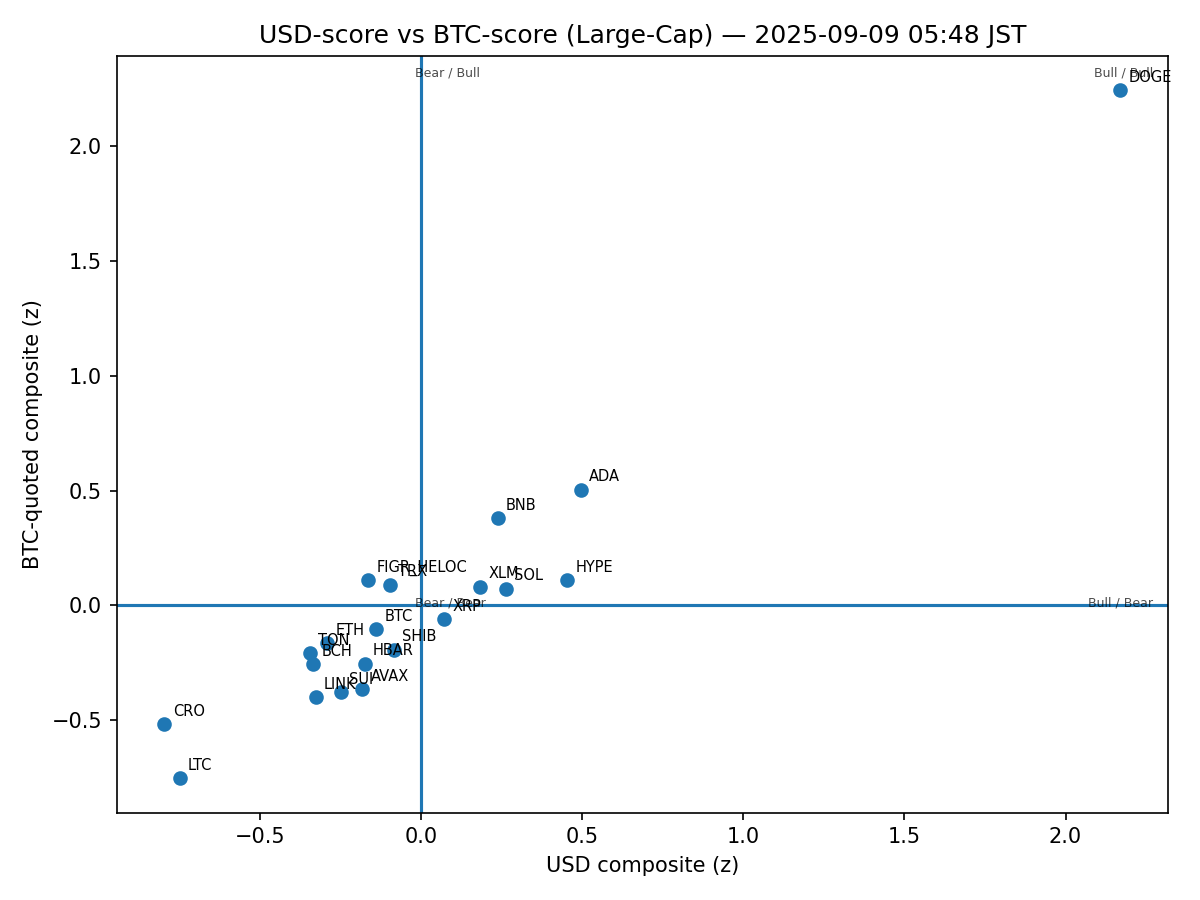 USD-score vs BTC-score (Large-Cap) — 2025-09-09 05:48 JST
Bear / Bull
Bull / Bull
DOGE
2.0
1.5
1.0
0.5
0.0
−0.5
BTC-quoted composite (z)
ADA
BNB
FIGR_HELOC
TRX
XLM
SOL
HYPE
Bear / Bear
XRP
Bull / Bear
BTC
ETH
SHIB
TON
BCH
HBAR
LINK
SUI
AVAX
CRO
LTC
−0.5
0.0
0.5
1.0
1.5
2.0
USD composite (z)